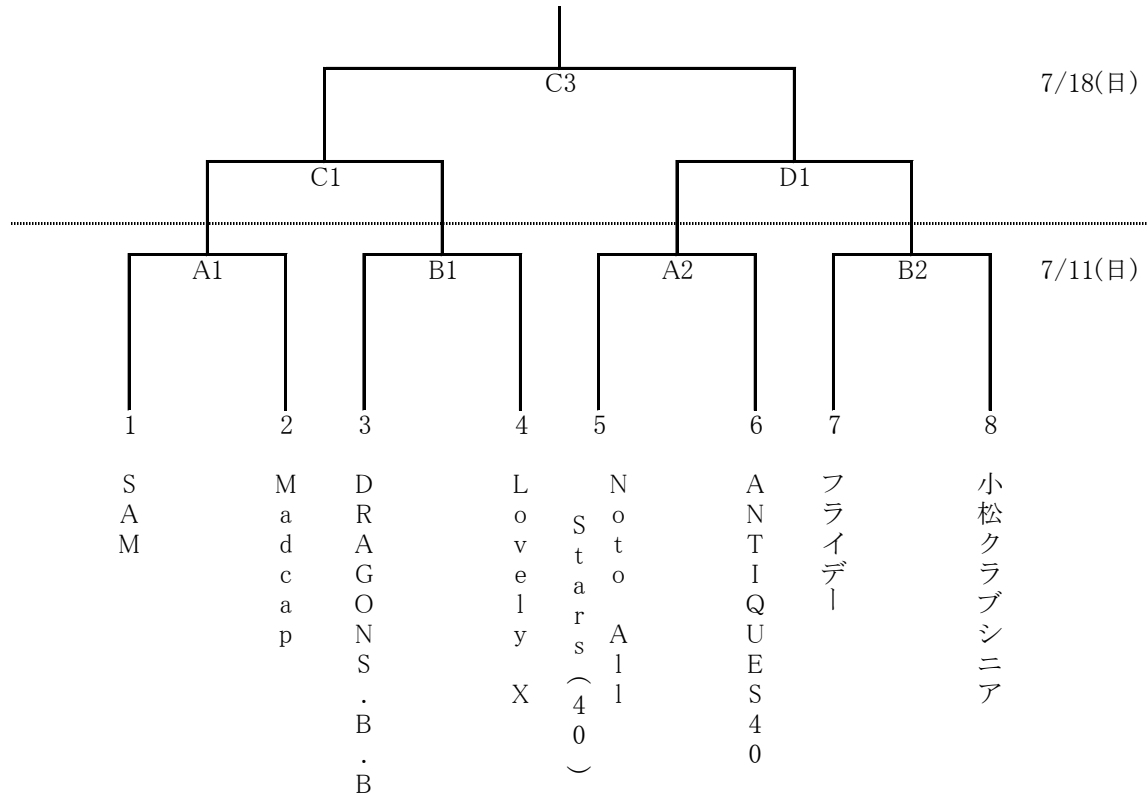 C3
7/18(日)
C1
D1
A1
B1
A2
B2
7/11(日)
1
2
3
4
5
6
7
8
SAM
Madcap
DRAGONS.B.B
Lovely X
Noto All
Stars(40)
ANTIQUES40
フライデー
小松クラブシニア